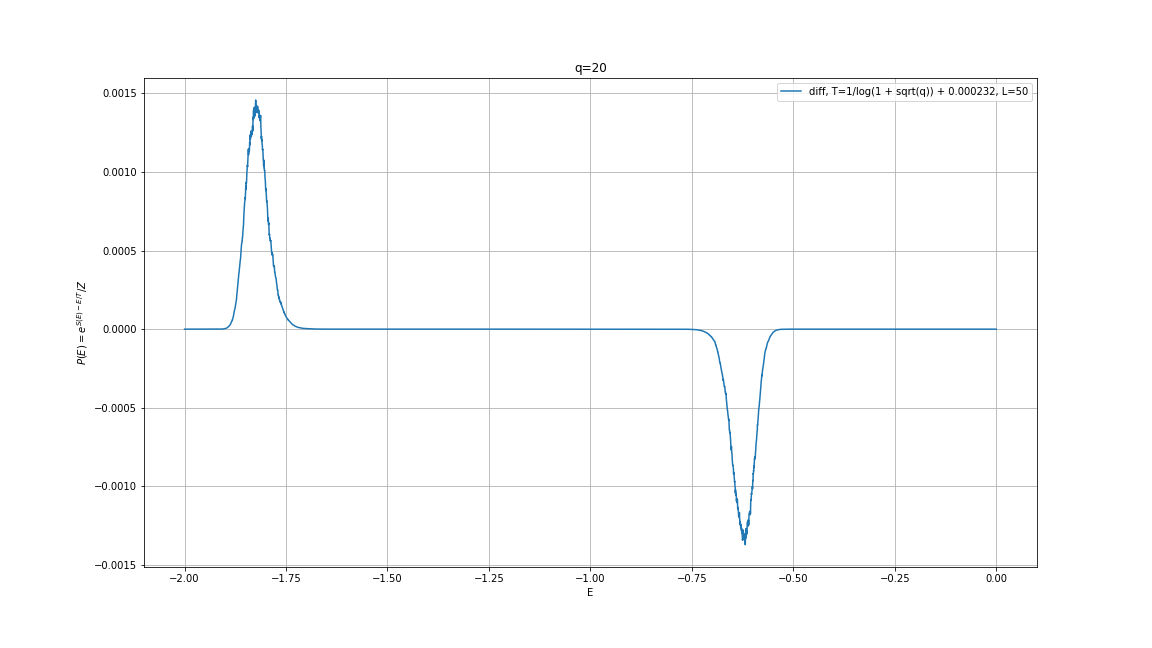 q=20
diff, T=1/log(1 + sqrt(q)) + 0.000232, L=50
0.0015
0.0010
0.0005
0.0000
−0.0005
−0.0010
−0.0015
P(E) = e^{S(E) − E/T}/Z
−2.00 −1.75 −1.50 −1.25 −1.00 −0.75 −0.50 −0.25 0.00
E